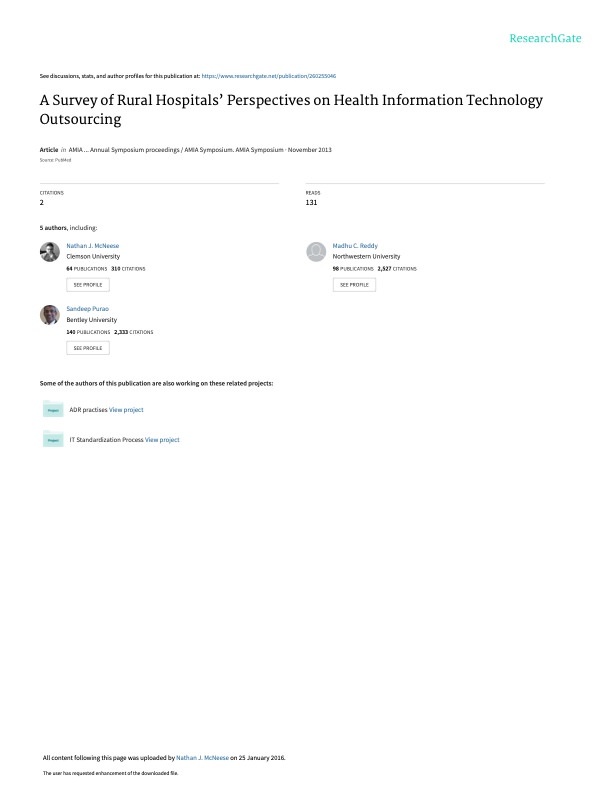 ResearchGate
See discussions, stats, and author profiles for this publication at: https://www.researchgate.net/publication/260255046
A Survey of Rural Hospitals’ Perspectives on Health Information Technology
Outsourcing
Article in AMIA ... Annual Symposium proceedings / AMIA Symposium. AMIA Symposium · November 2013
Source: PubMed
CITATIONS
2
READS
131
5 authors, including:
Nathan J. McNeese
Clemson University
64 PUBLICATIONS 310 CITATIONS
SEE PROFILE
Madhu C. Reddy
Northwestern University
98 PUBLICATIONS 2,527 CITATIONS
SEE PROFILE
Sandeep Purao
Bentley University
140 PUBLICATIONS 2,333 CITATIONS
SEE PROFILE
Some of the authors of this publication are also working on these related projects:
Project
ADR practises View project
Project
IT Standardization Process View project
All content following this page was uploaded by Nathan J. McNeese on 25 January 2016.
The user has requested enhancement of the downloaded file.